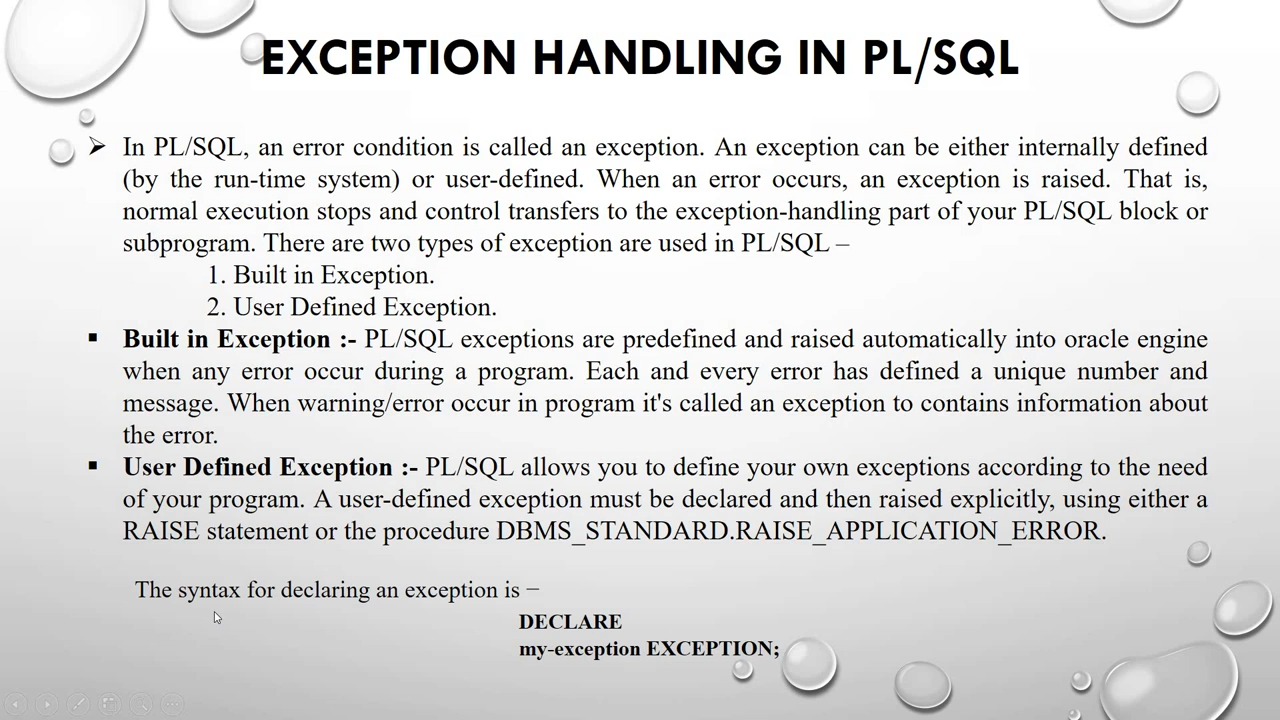 EXCEPTION HANDLING IN PL/SQL
In PL/SQL, an error condition is called an exception. An exception can be either internally defined
(by the run-time system) or user-defined. When an error occurs, an exception is raised. That is,
normal execution stops and control transfers to the exception-handling part of your PL/SQL block or
subprogram. There are two types of exception are used in PL/SQL –
1. Built in Exception.
2. User Defined Exception.
Built in Exception :- PL/SQL exceptions are predefined and raised automatically into oracle engine
when any error occur during a program. Each and every error has defined a unique number and
message. When warning/error occur in program it's called an exception to contains information about
the error.
User Defined Exception :- PL/SQL allows you to define your own exceptions according to the need
of your program. A user-defined exception must be declared and then raised explicitly, using either a
RAISE statement or the procedure DBMS_STANDARD.RAISE_APPLICATION_ERROR.
The syntax for declaring an exception is −
DECLARE
my-exception EXCEPTION;